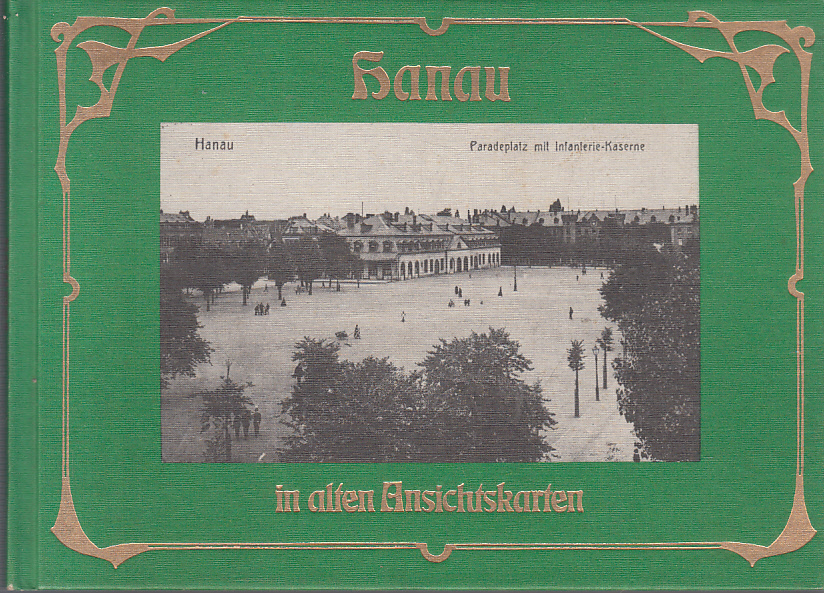 Hanau
Hanau Paradeplatz mit Infanterie-Kaserne
in alten Ansichtskarten